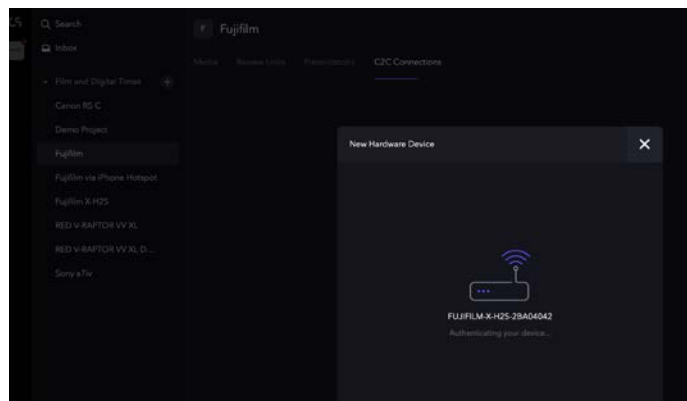 Search
Inbox
Film and Digital Times
Canon R5 C
Demo Project
Fujifilm
Fujifilm via iPhone Hotspot
Fujifilm X-H2S
RED V-RAPTOR VV XL
RED V-RAPTOR VV XL D...
Sony a7iv
F Fujifilm
Media Review Links Presentations C2C Connections
New Hardware Device
FUJIFILM-X-H2S-2BA04042
Authenticating your device...